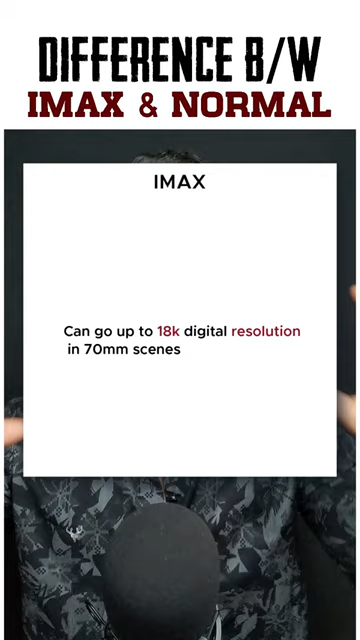 DIFFERENCE B/W
IMAX & NORMAL
IMAX
Can go up to 18k digital resolution
in 70mm scenes